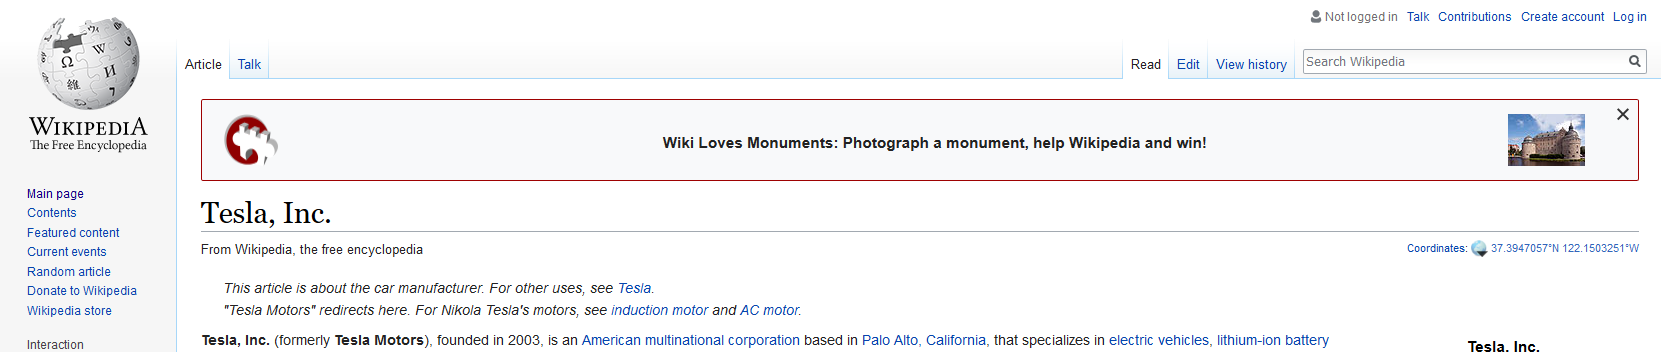 Not logged in Talk Contributions Create account Log in
Article Talk Read Edit View history Search Wikipedia
WIKIPEDIA
The Free Encyclopedia
Wiki Loves Monuments: Photograph a monument, help Wikipedia and win!
Main page
Contents
Featured content
Current events
Random article
Donate to Wikipedia
Wikipedia store
Interaction
Tesla, Inc.
From Wikipedia, the free encyclopedia
Coordinates: 37.3947057°N 122.1503251°W
This article is about the car manufacturer. For other uses, see Tesla.
"Tesla Motors" redirects here. For Nikola Tesla's motors, see induction motor and AC motor.
Tesla, Inc. (formerly Tesla Motors), founded in 2003, is an American multinational corporation based in Palo Alto, California, that specializes in electric vehicles, lithium-ion battery
Tesla, Inc.